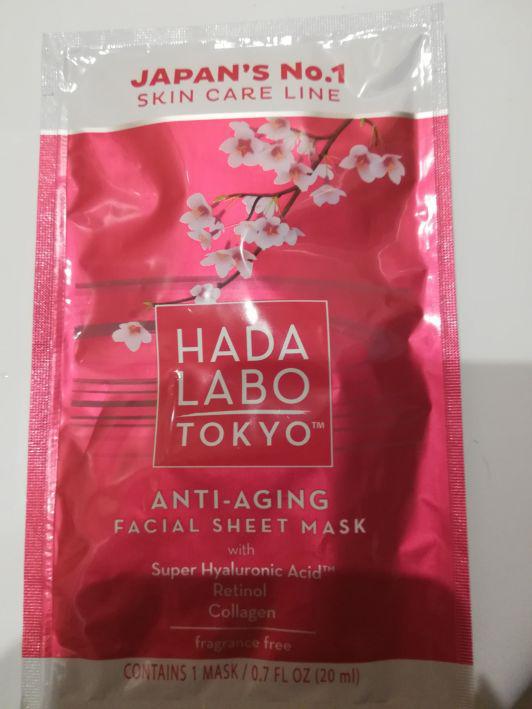 JAPAN'S No.1
SKIN CARE LINE
HADA
LABO
TOKYO™
ANTI-AGING
FACIAL SHEET MASK
with
Super Hyaluronic Acid™
Retinol
Collagen
fragrance free
CONTAINS 1 MASK / 0.7 FL OZ (20 ml)